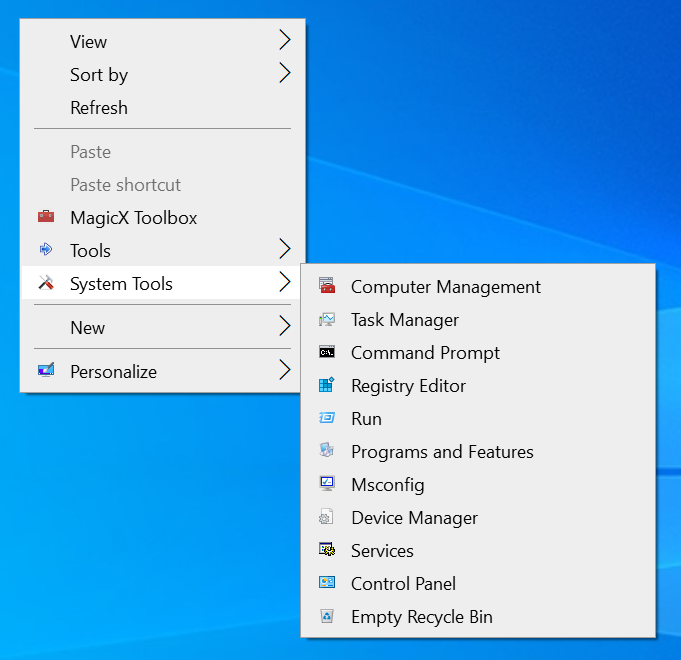 View
Sort by
Refresh
Paste
Paste shortcut
MagicX Toolbox
Tools
System Tools
New
Personalize
Computer Management
Task Manager
Command Prompt
Registry Editor
Run
Programs and Features
Msconfig
Device Manager
Services
Control Panel
Empty Recycle Bin